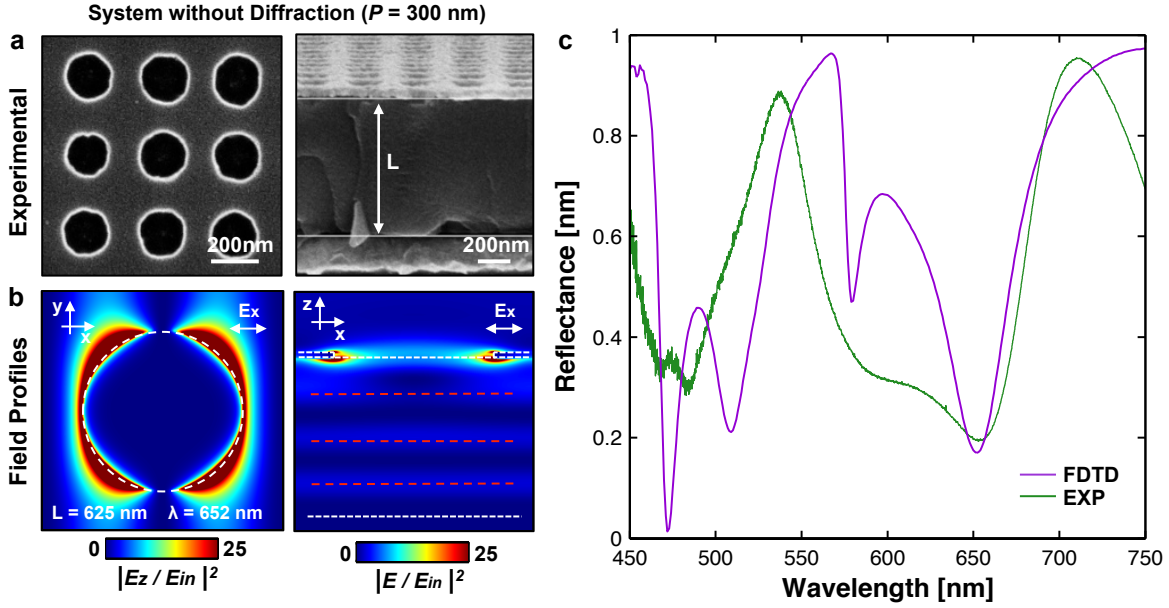 System without Diffraction (P = 300 nm)
a
Experimental
200nm
L
200nm
b
Field Profiles
y
x
Ex
L = 625 nm λ = 652 nm
z
x
Ex
0 25
|Ez / Ein |²
0 25
|E / Ein |²
c
Reflectance [nm]
1
0.8
0.6
0.4
0.2
0
FDTD
EXP
450 500 550 600 650 700 750
Wavelength [nm]